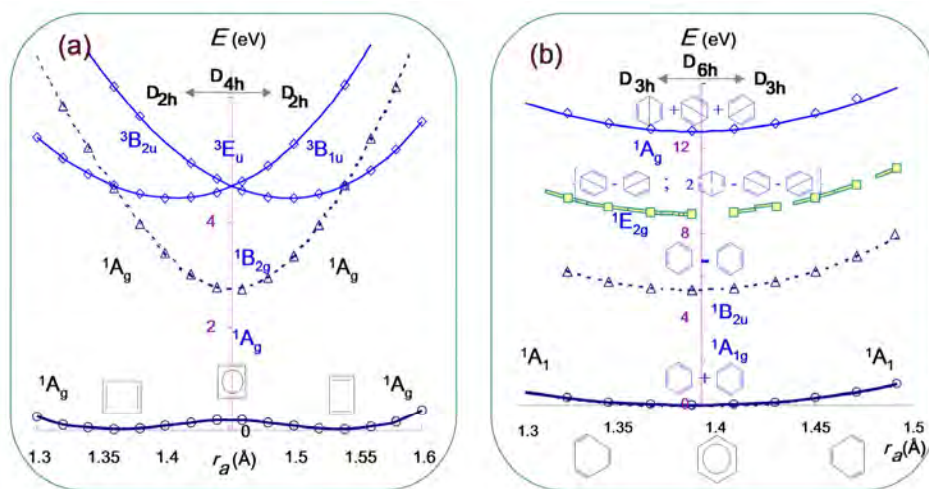 (a)
E (eV)
D4h
D2h D2h
³B2u ³Eu ³B1u
4
¹B2g
¹Ag ¹Ag
2
¹Ag
¹Ag ¹Ag
0
1.3 1.35 1.4 1.5 1.55 1.6
ra(Å)
(b)
E (eV)
D6h
D3h D3h
+ +
12
¹Ag
- ; 2 - -
¹E2g
8
-
¹B2u
4
¹A1g
¹A1 ¹A1
+
0
1.3 1.35 1.4 1.45 1.5
ra(Å)